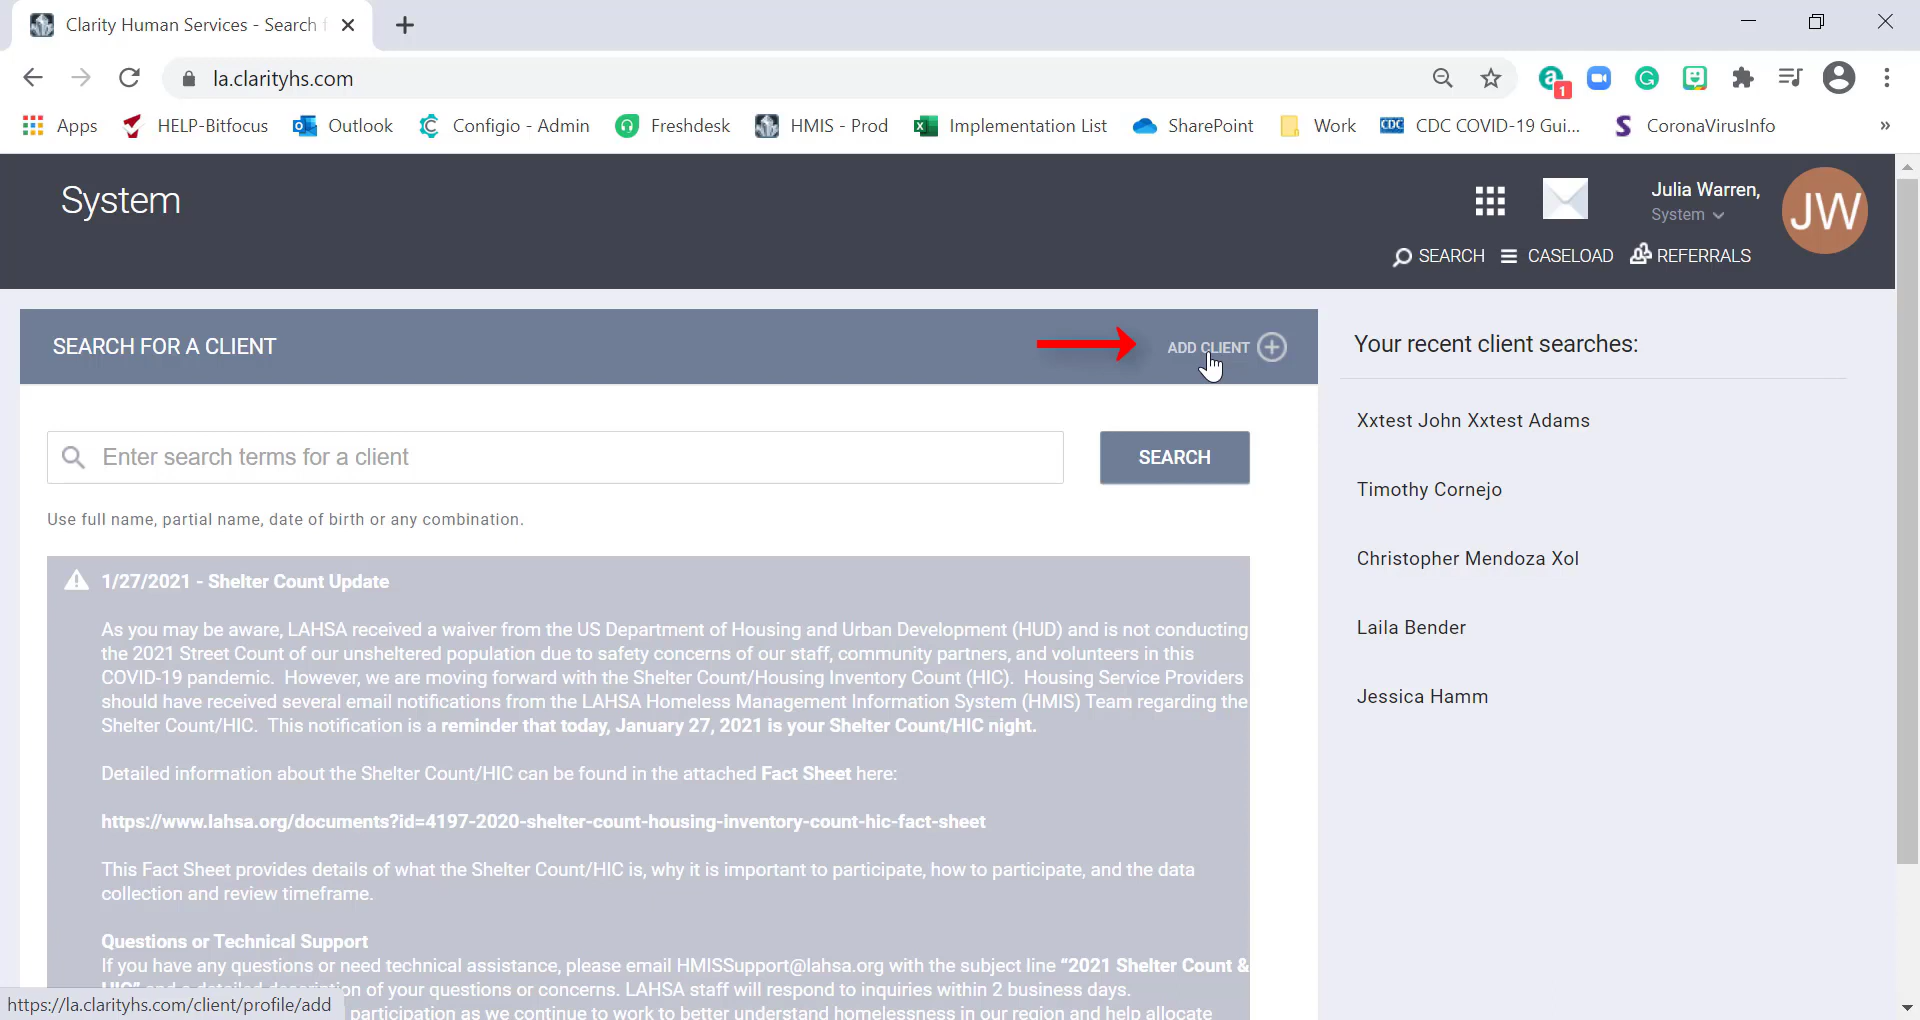 Clarity Human Services - Search f
la.clarityhs.com
1
Apps
HELP-Bitfocus
Outlook
Configio - Admin
Freshdesk
HMIS - Prod
Implementation List
SharePoint
Work
CDC
CDC COVID-19 Gui...
CoronaVirusInfo
»
System
Julia Warren,
System
JW
SEARCH
CASELOAD
REFERRALS
SEARCH FOR A CLIENT
ADD CLIENT
Enter search terms for a client
SEARCH
Use full name, partial name, date of birth or any combination.
1/27/2021 - Shelter Count Update
As you may be aware, LAHSA received a waiver from the US Department of Housing and Urban Development (HUD) and is not conducting
the 2021 Street Count of our unsheltered population due to safety concerns of our staff, community partners, and volunteers in this
COVID-19 pandemic. However, we are moving forward with the Shelter Count/Housing Inventory Count (HIC). Housing Service Providers
should have received several email notifications from the LAHSA Homeless Management Information System (HMIS) Team regarding the
Shelter Count/HIC. This notification is a reminder that today, January 27, 2021 is your Shelter Count/HIC night.
Detailed information about the Shelter Count/HIC can be found in the attached Fact Sheet here:
https://www.lahsa.org/documents?id=4197-2020-shelter-count-housing-inventory-count-hic-fact-sheet
This Fact Sheet provides details of what the Shelter Count/HIC is, why it is important to participate, how to participate, and the data
collection and review timeframe.
Questions or Technical Support
If you have any questions or need technical assistance, please email HMISSupport@lahsa.org with the subject line "2021 Shelter Count &
of your questions or concerns. LAHSA staff will respond to inquiries within 2 business days.
participation as we continue to work to better understand homelessness in our region and help allocate
https://la.clarityhs.com/client/profile/add
Your recent client searches:
Xxtest John Xxtest Adams
Timothy Cornejo
Christopher Mendoza Xol
Laila Bender
Jessica Hamm